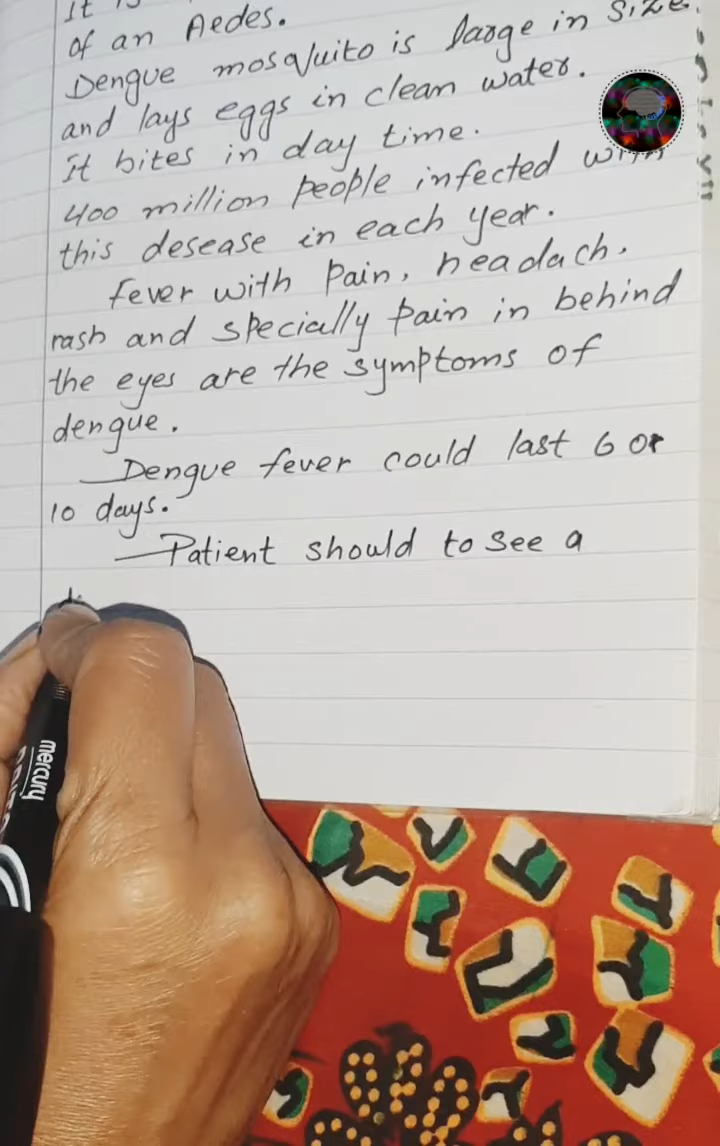 It is
of an Aedes.
Dengue mosquito is large in size.
and lays eggs in clean water.
It bites in day time.
400 million people infected with
this desease in each year.
fever with Pain, headach.
rash and specially pain in behind
the eyes are the symptoms of
dengue.
Dengue fever could last 6 or
10 days.
Patient should to see a
mercury